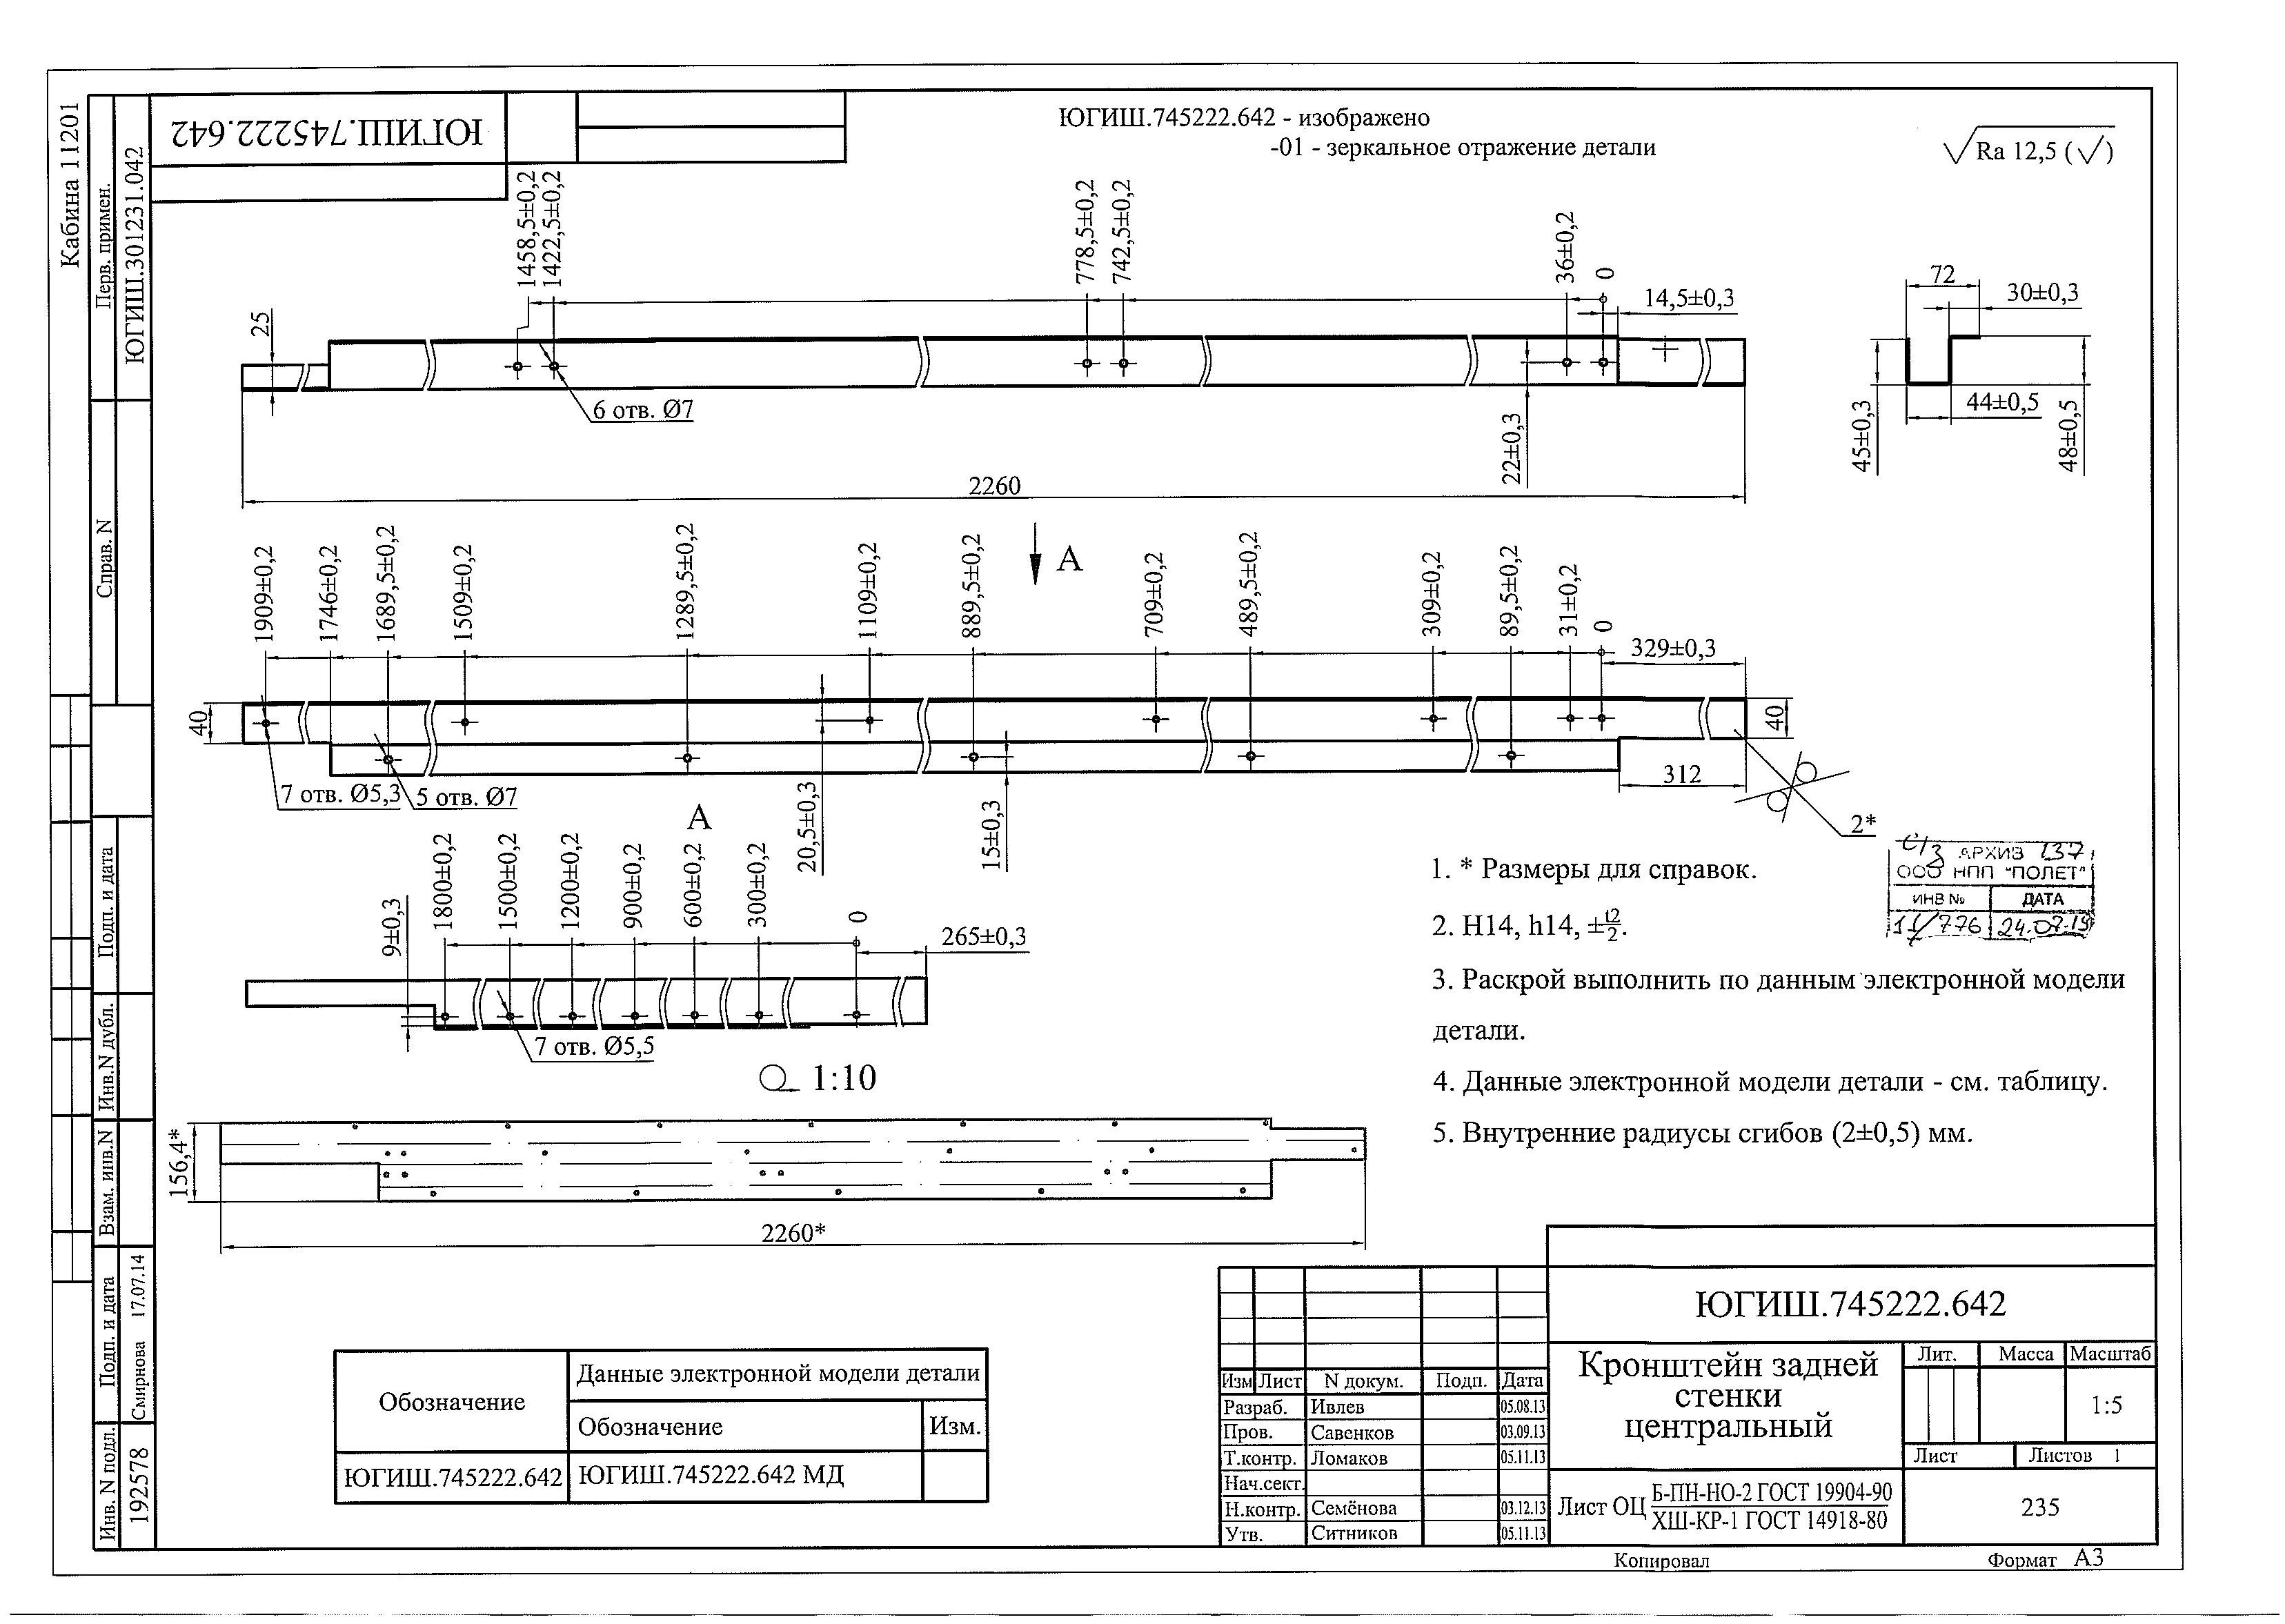 Кабина 11201
Перв. примен.
ЮГИШ.301231.042
Справ. N
Подп. и дата
Инв.N дубл.
Взам. инв.N
Подп. и дата
Смирнова 17.07.14
Инв. N подл.
192578
ЮГИШ.745222.642
ЮГИШ.745222.642 - изображено
-01 - зеркальное отражение детали
Ra 12,5 (√)
1458,5±0,2
1422,5±0,2
778,5±0,2
742,5±0,2
36±0,2
0
14,5±0,3
25
6 отв. Ø7
22±0,3
2260
72
30±0,3
45±0,3
44±0,5
48±0,5
А
1909±0,2
1746±0,2
1689,5±0,2
1509±0,2
1289,5±0,2
1109±0,2
889,5±0,2
709±0,2
489,5±0,2
309±0,2
89,5±0,2
31±0,2
0
329±0,3
40
40
7 отв. Ø5,3
5 отв. Ø7
20,5±0,3
15±0,3
312
2*
А
9±0,3
1800±0,2
1500±0,2
1200±0,2
900±0,2
600±0,2
300±0,2
0
265±0,3
7 отв. Ø5,5
1:10
156,4*
2260*
1. * Размеры для справок.
2. H14, h14, ±t2/2.
3. Раскрой выполнить по данным электронной модели
детали.
4. Данные электронной модели детали - см. таблицу.
5. Внутренние радиусы сгибов (2±0,5) мм.
АРХИВ 137
ООО НПП "ПОЛЕТ"
ИНВ № ДАТА
24.07.19
Обозначение
Данные электронной модели детали
Обозначение Изм.
ЮГИШ.745222.642 ЮГИШ.745222.642 МД
ЮГИШ.745222.642
Кронштейн задней
стенки
центральный
Лит. Масса Масштаб
1:5
Лист Листов 1
Изм Лист N докум. Подп. Дата
Разраб. Ивлев 05.08.13
Пров. Савенков 03.09.13
Т.контр. Ломаков 05.11.13
Нач.сект.
Н.контр. Семёнова 03.12.13
Утв. Ситников 05.11.13
Лист ОЦ Б-ПН-НО-2 ГОСТ 19904-90
ХШ-КР-1 ГОСТ 14918-80
235
Копировал
Формат А3